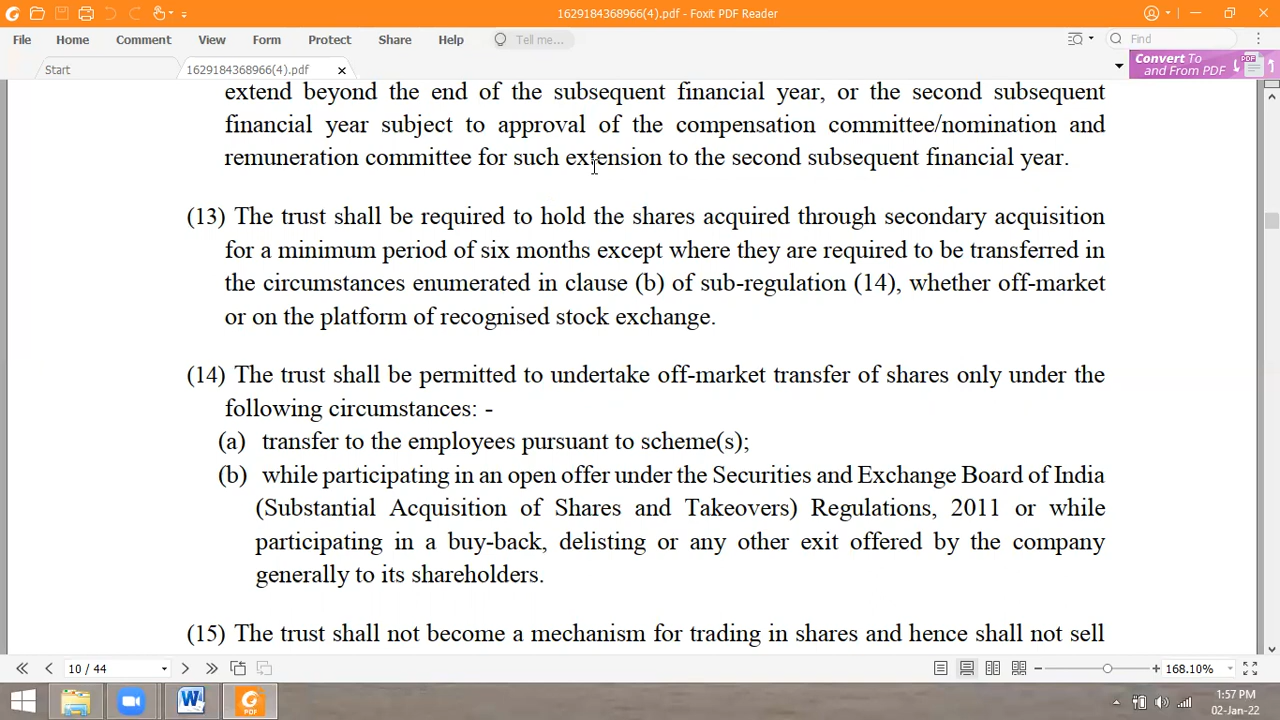 1629184368966(4).pdf - Foxit PDF Reader
File Home Comment View Form Protect Share Help Tell me... Find
Start 1629184368966(4).pdf Convert To and From PDF PDF
extend beyond the end of the subsequent financial year, or the second subsequent
financial year subject to approval of the compensation committee/nomination and
remuneration committee for such extension to the second subsequent financial year.
(13) The trust shall be required to hold the shares acquired through secondary acquisition
for a minimum period of six months except where they are required to be transferred in
the circumstances enumerated in clause (b) of sub-regulation (14), whether off-market
or on the platform of recognised stock exchange.
(14) The trust shall be permitted to undertake off-market transfer of shares only under the
following circumstances: -
(a) transfer to the employees pursuant to scheme(s);
(b) while participating in an open offer under the Securities and Exchange Board of India
(Substantial Acquisition of Shares and Takeovers) Regulations, 2011 or while
participating in a buy-back, delisting or any other exit offered by the company
generally to its shareholders.
(15) The trust shall not become a mechanism for trading in shares and hence shall not sell
10 / 44 168.10%
1:57 PM
02-Jan-22